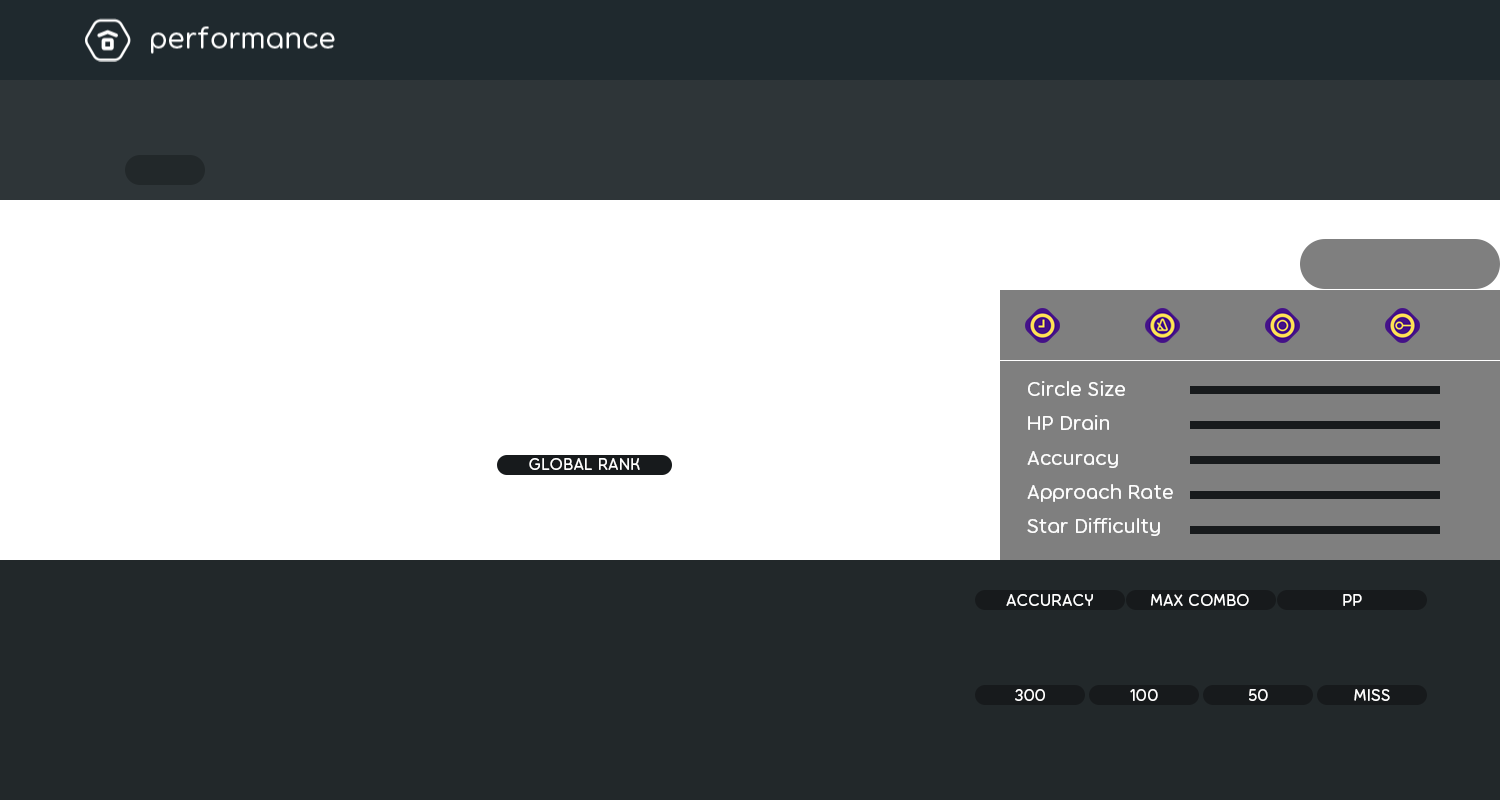 performance
GLOBAL RANK
Circle Size
HP Drain
Accuracy
Approach Rate
Star Difficulty
ACCURACY MAX COMBO PP
300 100 50 MISS